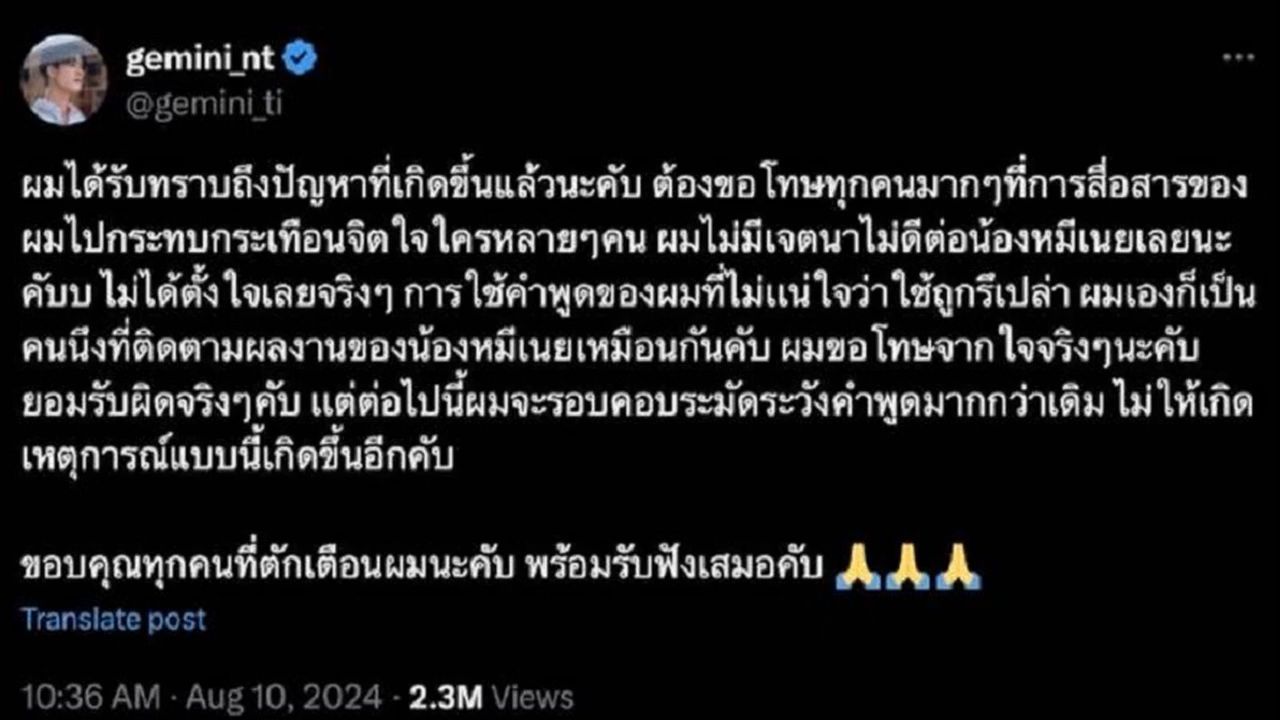 gemini_nt
@gemini_ti
ผมได้รับทราบถึงปัญหาที่เกิดขึ้นแล้วนะคับ ต้องขอโทษทุกคนมากๆที่การสื่อสารของ
ผมไปกระทบกระเทือนจิตใจใครหลายๆคน ผมไม่มีเจตนาไม่ดีต่อน้องหมีเนยเลยนะ
คับบ ไม่ได้ตั้งใจเลยจริงๆ การใช้คำพูดของผมที่ไม่แน่ใจว่าใช้ถูกรึเปล่า ผมเองก็เป็น
คนนึงที่ติดตามผลงานของน้องหมีเนยเหมือนกันคับ ผมขอโทษจากใจจริงๆนะคับ
ยอมรับผิดจริงๆคับ แต่ต่อไปนี้ผมจะรอบคอบระมัดระวังคำพูดมากกว่าเดิม ไม่ให้เกิด
เหตุการณ์แบบนี้เกิดขึ้นอีกคับ
ขอบคุณทุกคนที่ตักเตือนผมนะคับ พร้อมรับฟังเสมอคับ 🙏🙏🙏
Translate post
10:36 AM · Aug 10, 2024 · 2.3M Views